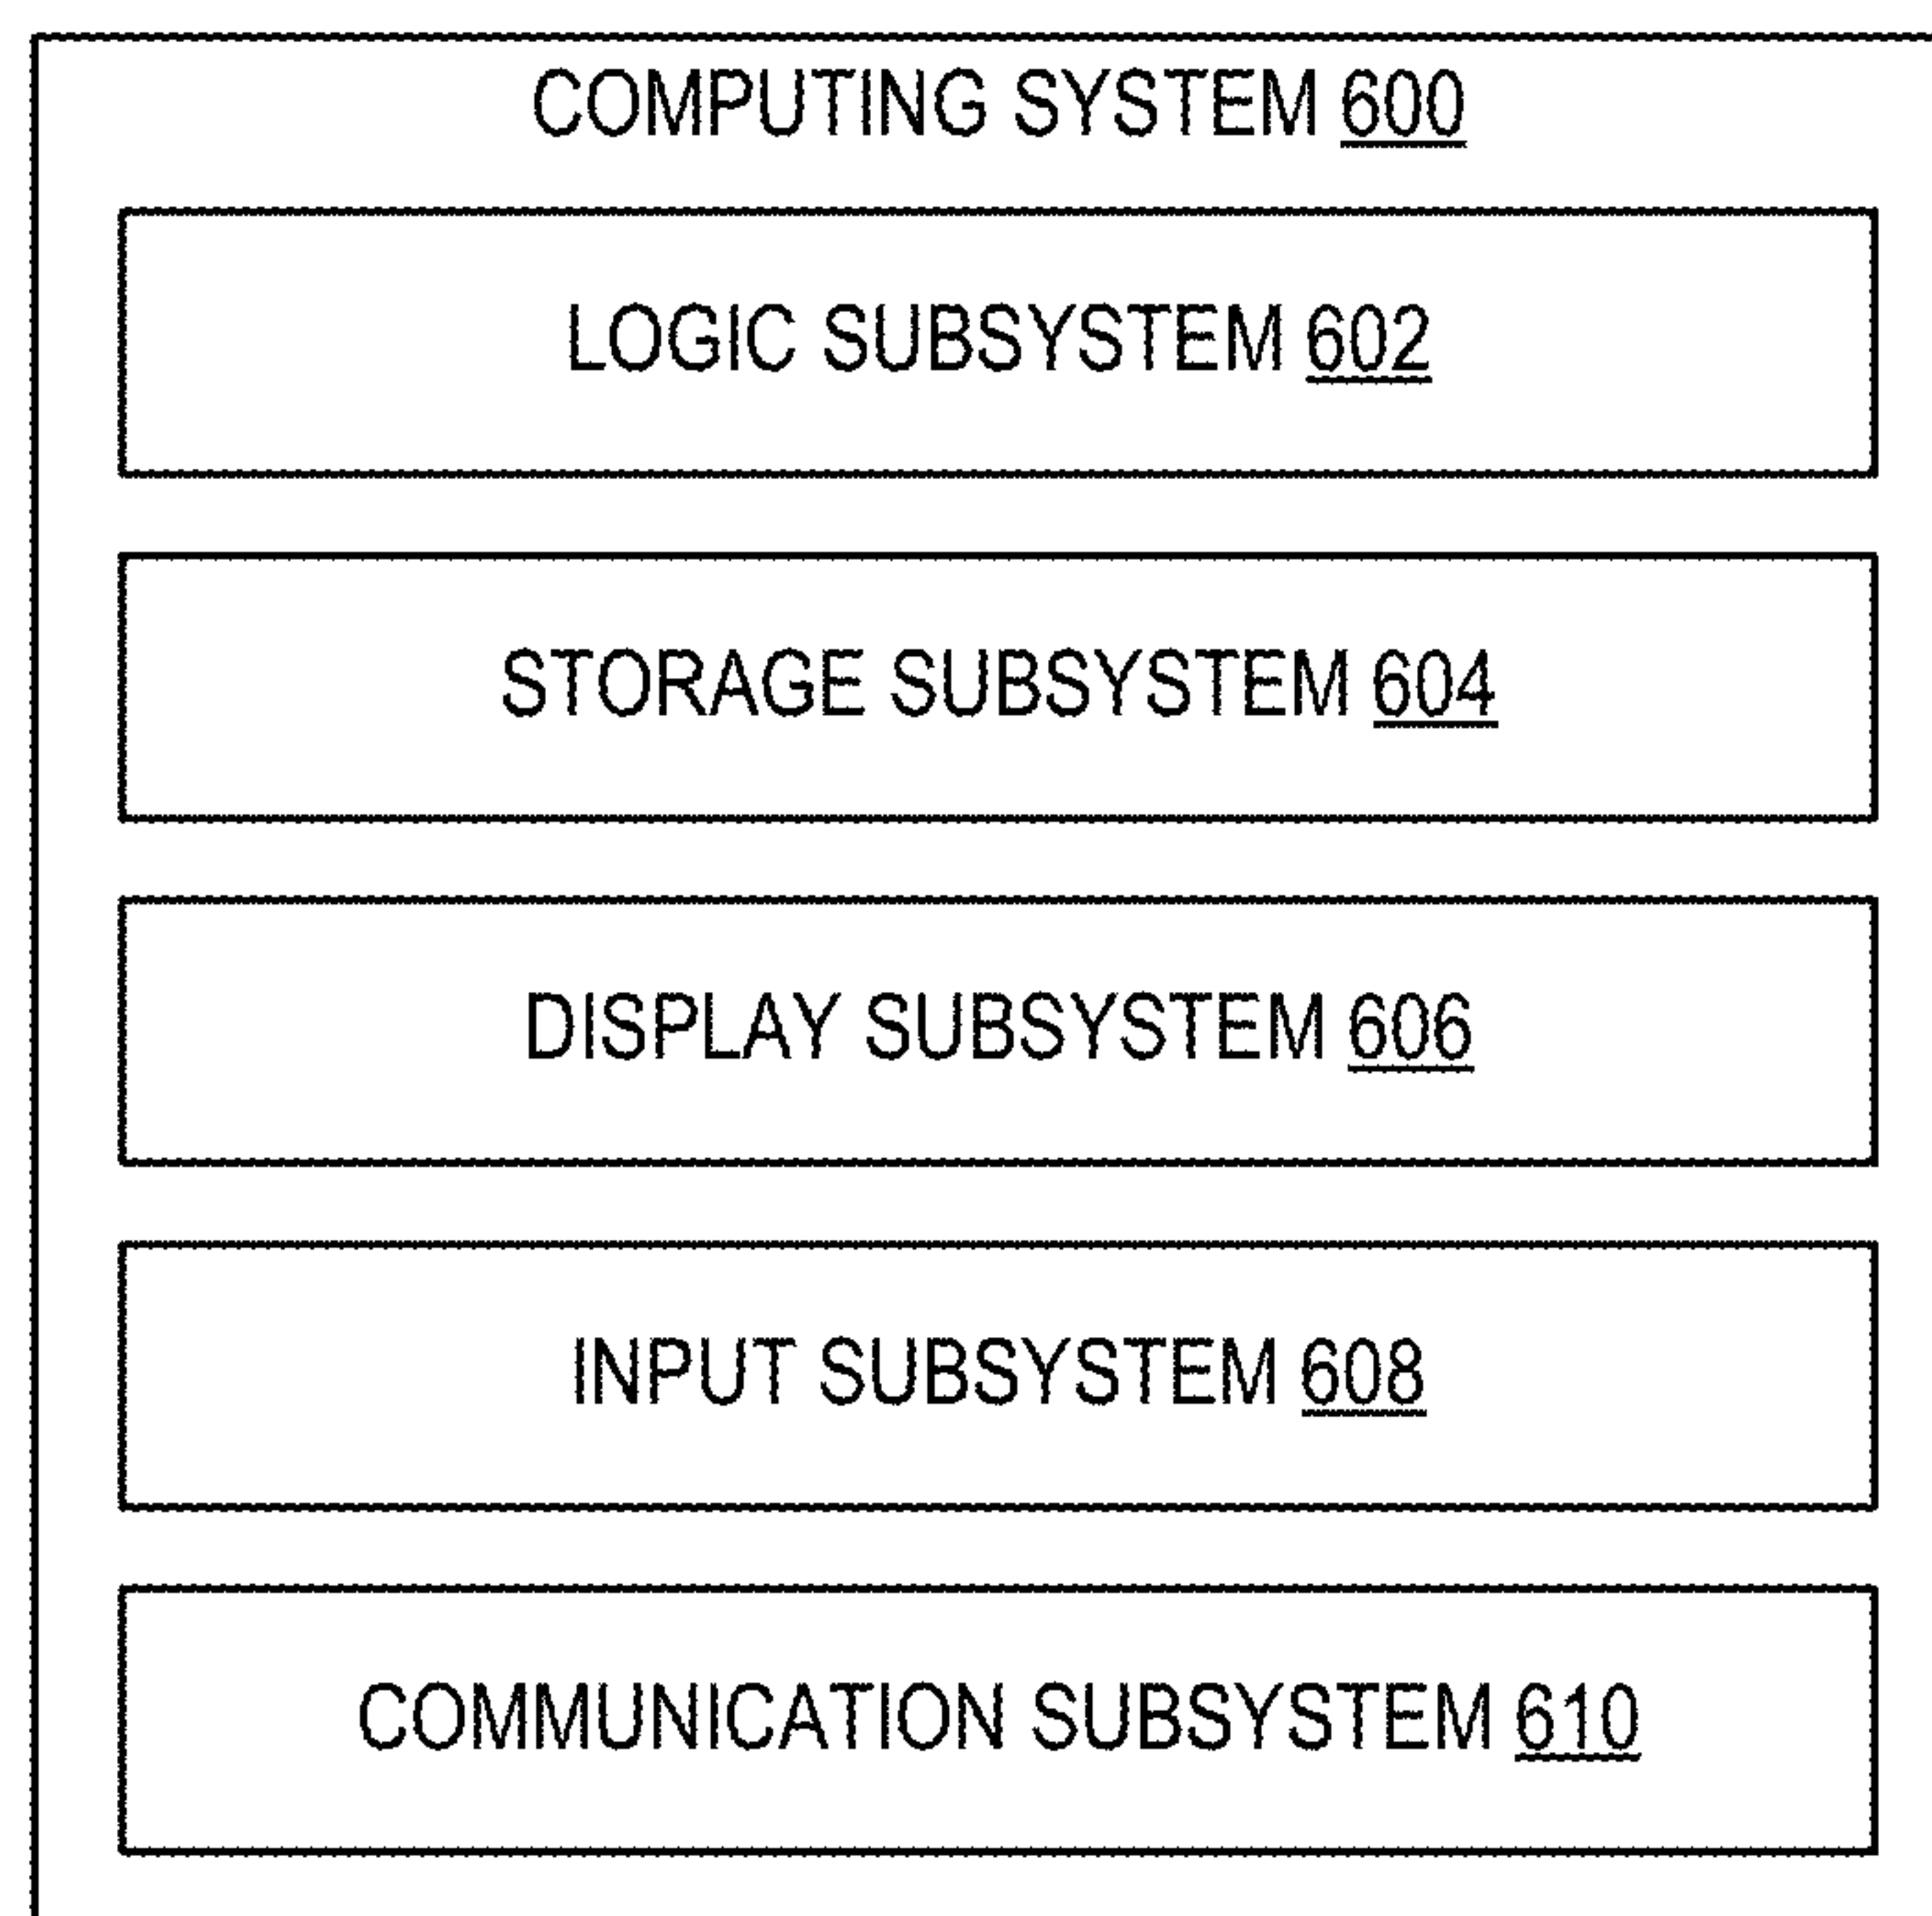 COMPUTING SYSTEM 600
LOGIC SUBSYSTEM 602
STORAGE SUBSYSTEM 604
DISPLAY SUBSYSTEM 606
INPUT SUBSYSTEM 608
COMMUNICATION SUBSYSTEM 610